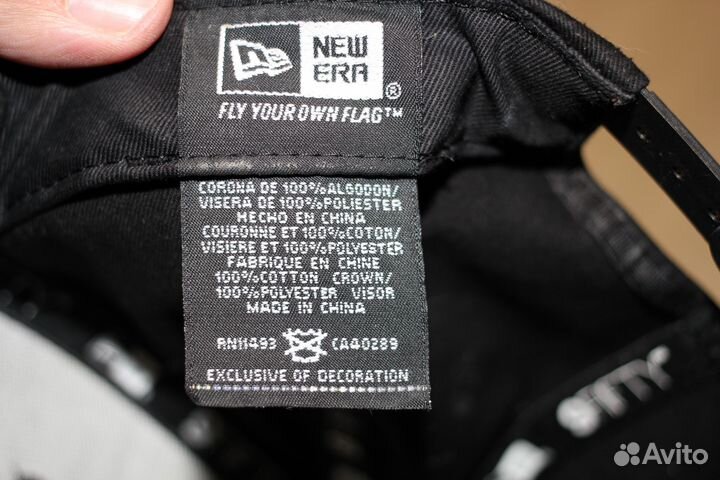 NEW
ERA®
FLY YOUR OWN FLAG™
CORONA DE 100%ALGODON/
VISERA DE 100%POLIESTER
HECHO EN CHINA
COURONNE ET 100%COTON/
VISIERE ET 100%POLYESTER
FABRIQUE EN CHINE
100%COTTON CROWN/
100%POLYESTER VISOR
MADE IN CHINA
RN11493 CA40289
EXCLUSIVE OF DECORATION
9FIFTY
Avito